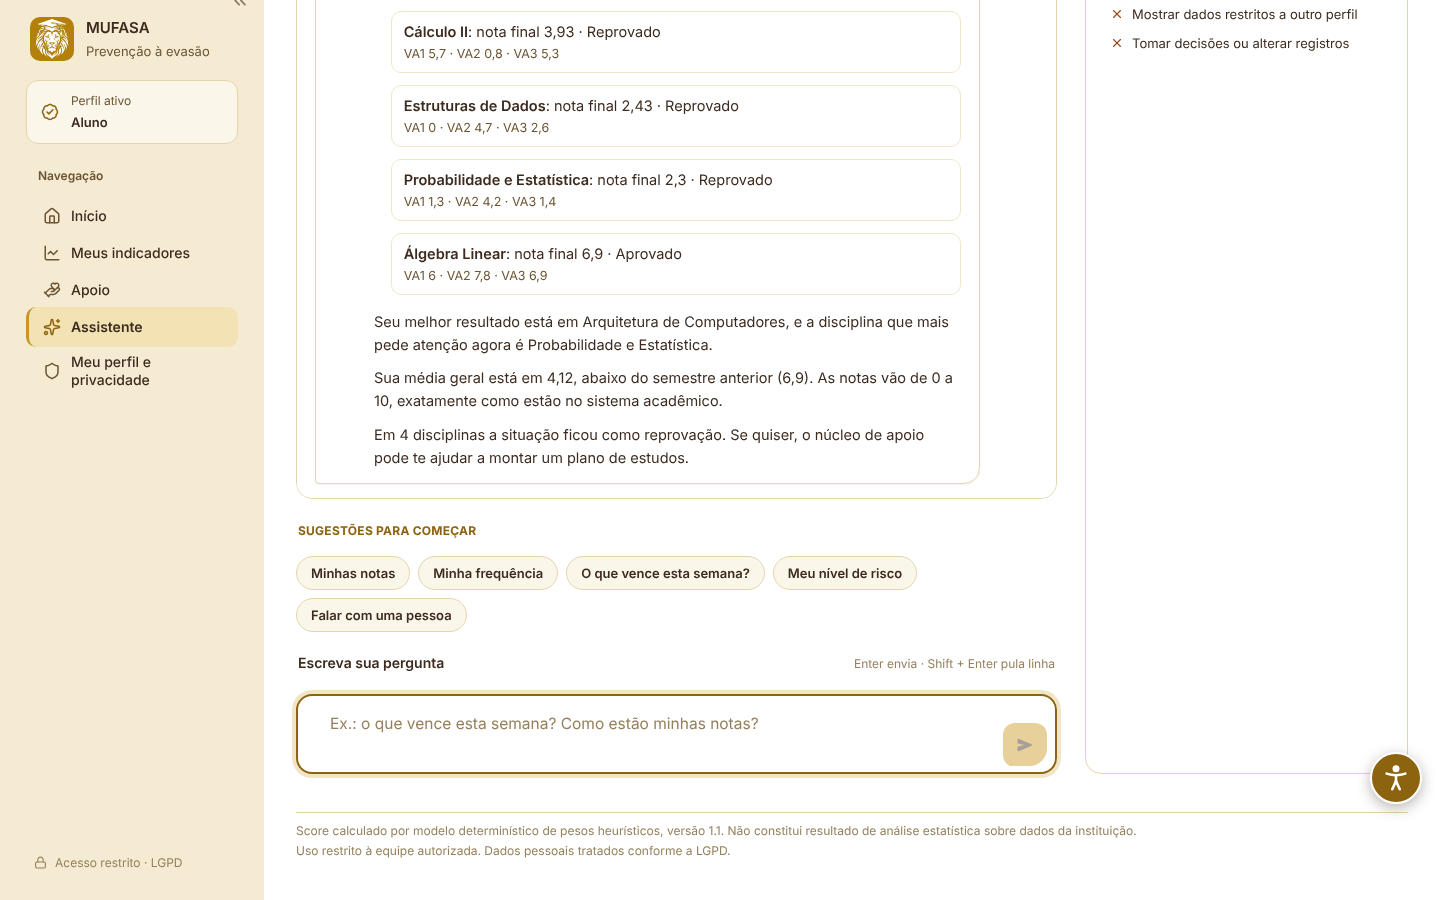 MUFASA
Prevenção à evasão
Perfil ativo
Aluno
Navegação
Início
Meus indicadores
Apoio
Assistente
Meu perfil e
privacidade
Acesso restrito · LGPD
Cálculo II: nota final 3,93 · Reprovado
VA1 5,7 · VA2 0,8 · VA3 5,3
Estruturas de Dados: nota final 2,43 · Reprovado
VA1 0 · VA2 4,7 · VA3 2,6
Probabilidade e Estatística: nota final 2,3 · Reprovado
VA1 1,3 · VA2 4,2 · VA3 1,4
Álgebra Linear: nota final 6,9 · Aprovado
VA1 6 · VA2 7,8 · VA3 6,9
Seu melhor resultado está em Arquitetura de Computadores, e a disciplina que mais
pede atenção agora é Probabilidade e Estatística.
Sua média geral está em 4,12, abaixo do semestre anterior (6,9). As notas vão de 0 a
10, exatamente como estão no sistema acadêmico.
Em 4 disciplinas a situação ficou como reprovação. Se quiser, o núcleo de apoio
pode te ajudar a montar um plano de estudos.
SUGESTÕES PARA COMEÇAR
Minhas notas
Minha frequência
O que vence esta semana?
Meu nível de risco
Falar com uma pessoa
Escreva sua pergunta
Enter envia · Shift + Enter pula linha
Ex.: o que vence esta semana? Como estão minhas notas?
Mostrar dados restritos a outro perfil
Tomar decisões ou alterar registros
Score calculado por modelo determinístico de pesos heurísticos, versão 1.1. Não constitui resultado de análise estatística sobre dados da instituição.
Uso restrito à equipe autorizada. Dados pessoais tratados conforme a LGPD.